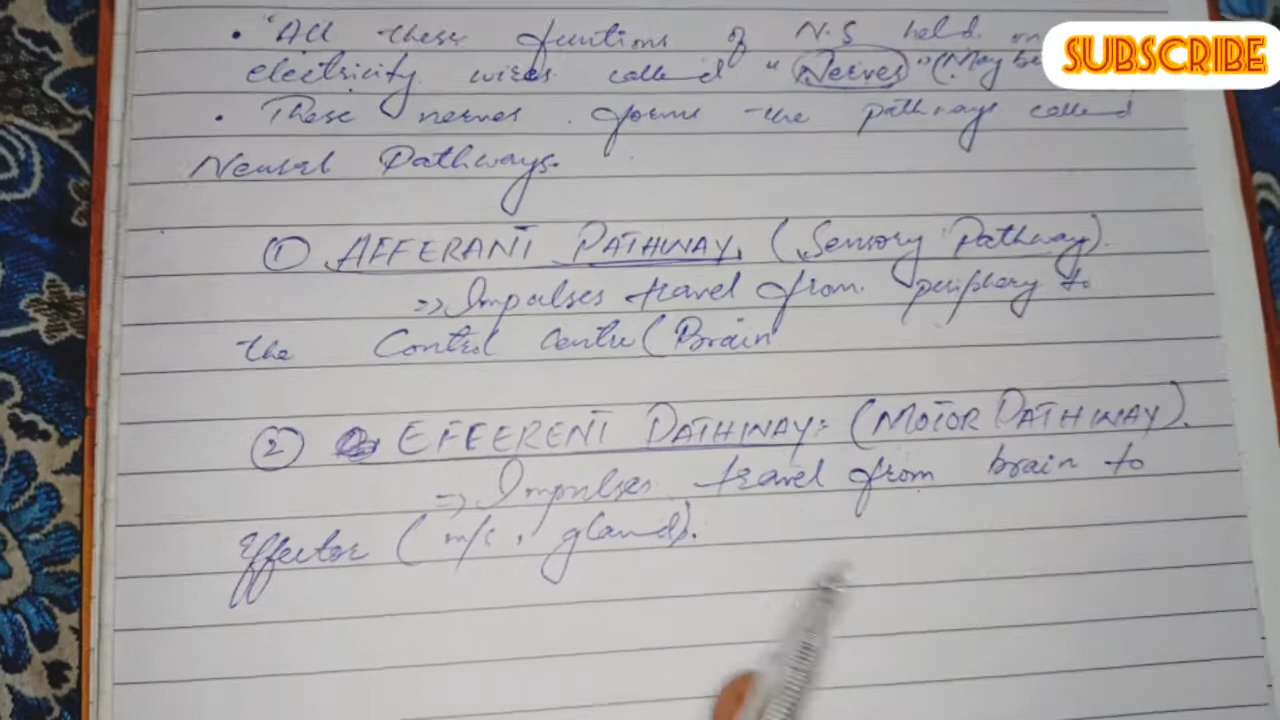 • "All these functions of N.S held on
SUBSCRIBE
electricity wires called "Nerves" (May be
• These nerves forms the pathways called
Neural Pathways.
① AFFERANT PATHWAY. (Sensory Pathway).
=> Impulses travel from periphery to
the Control Centre (Brain
② EFFERENT PATHWAY: (MOTOR PATHWAY).
=> Impulses travel from brain to
Effector (m/c, gland).